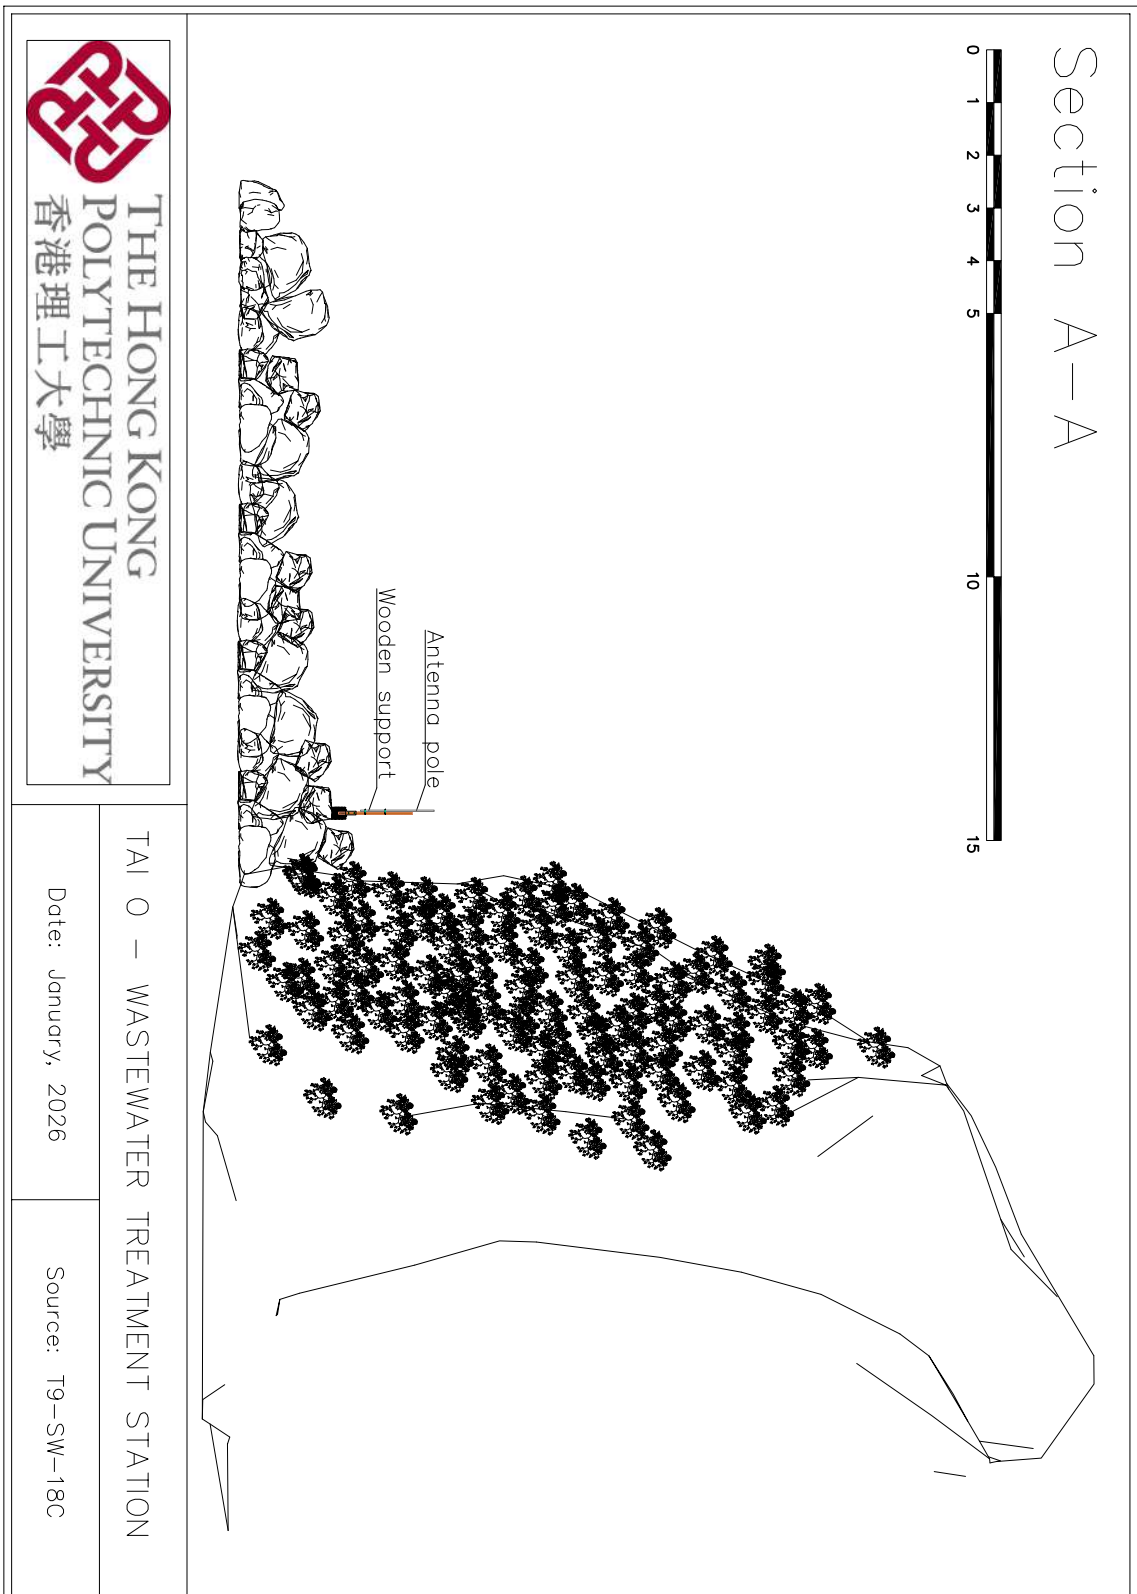 Section A-A
0 1 2 3 4 5 10 15
Antenna pole
Wooden support
THE HONG KONG
POLYTECHNIC UNIVERSITY
香港理工大學
TAI O - WASTEWATER TREATMENT STATION
Date: January, 2026
Source: T9-SW-18C